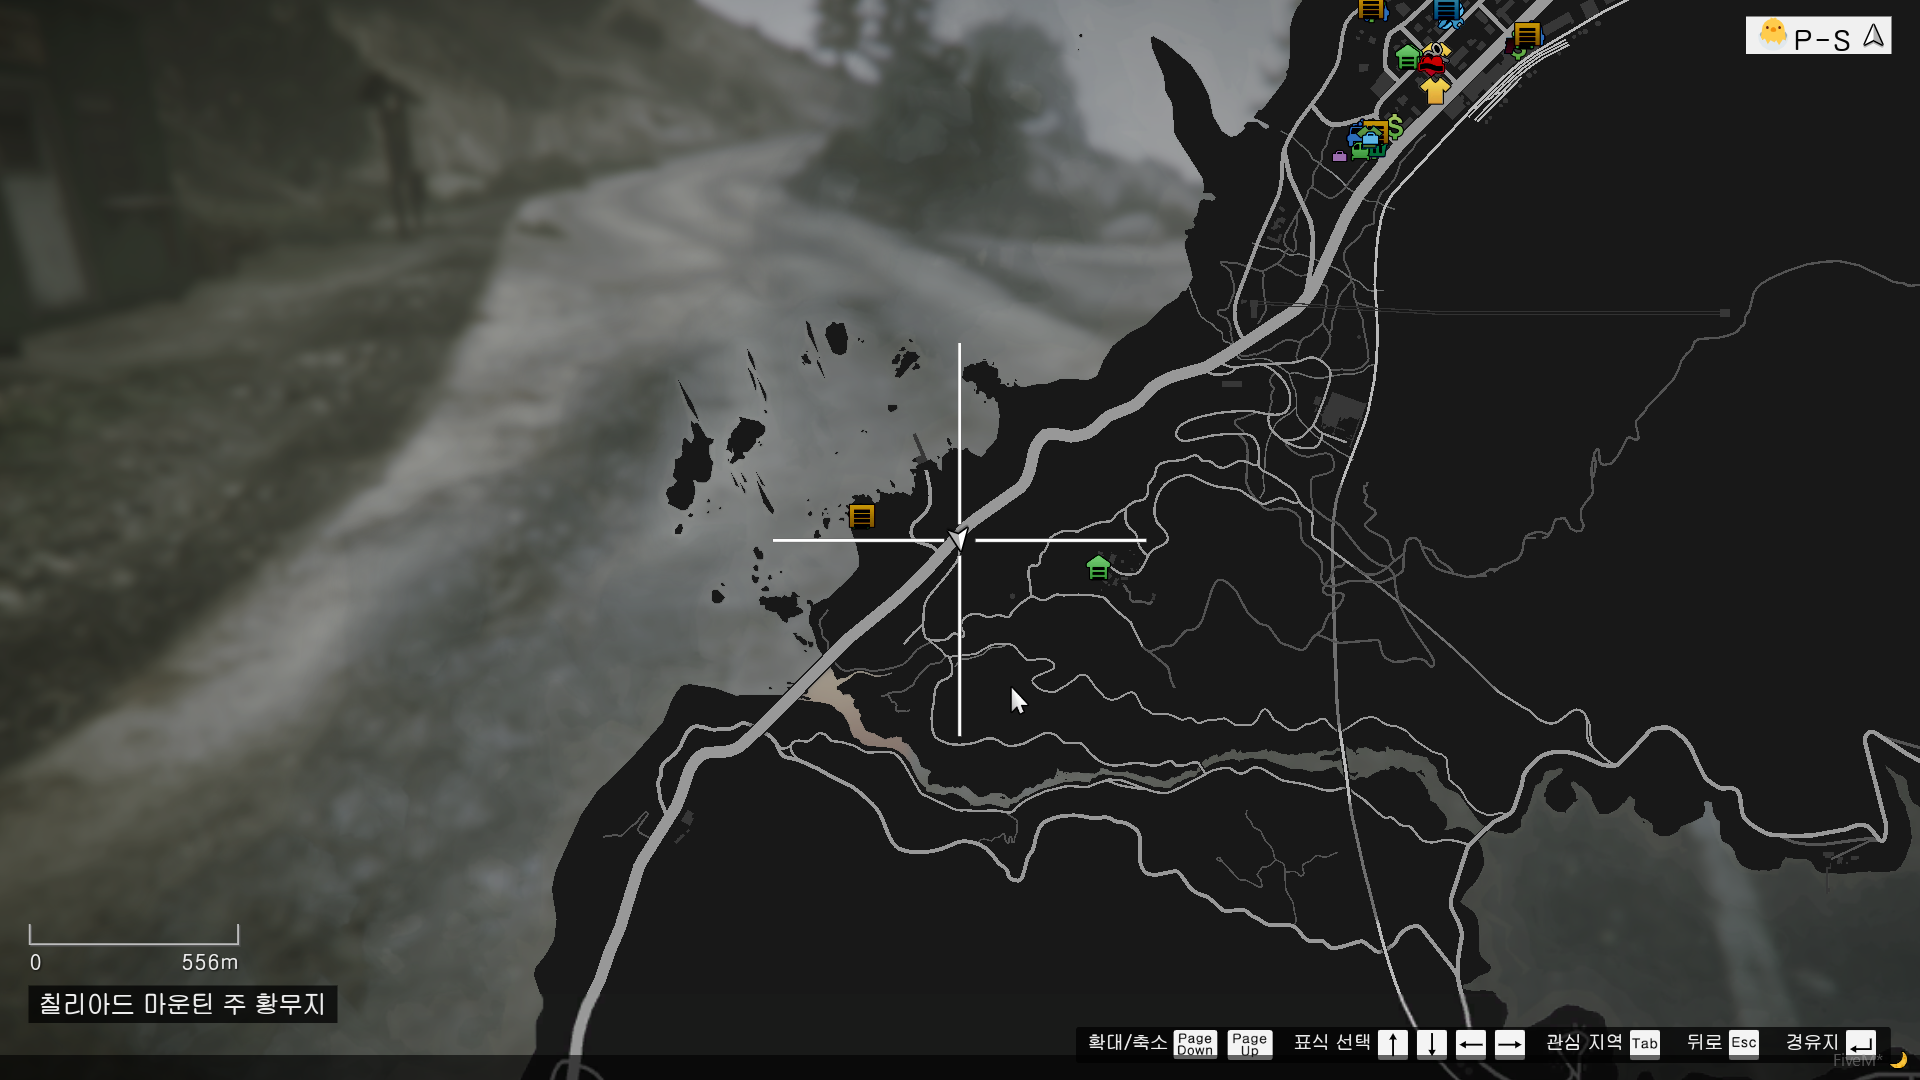 P-S
0 556m
칠리아드 마운틴 주 황무지
확대/축소 Page Down Page Up 표식 선택 ↑ ↓ ← → 관심 지역 Tab 뒤로 Esc 경유지
FiveM*